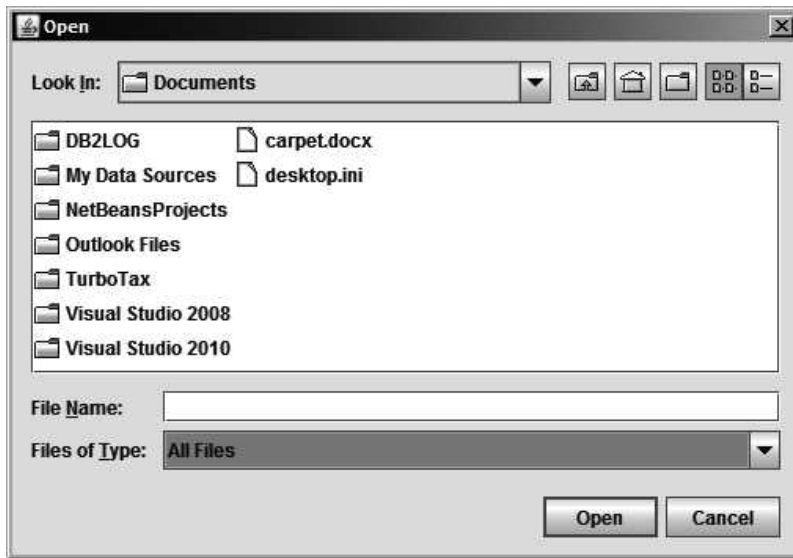 Open
Look In: Documents
DB2LOG
My Data Sources
NetBeansProjects
Outlook Files
TurboTax
Visual Studio 2008
Visual Studio 2010
carpet.docx
desktop.ini
File Name:
Files of Type: All Files
Open Cancel